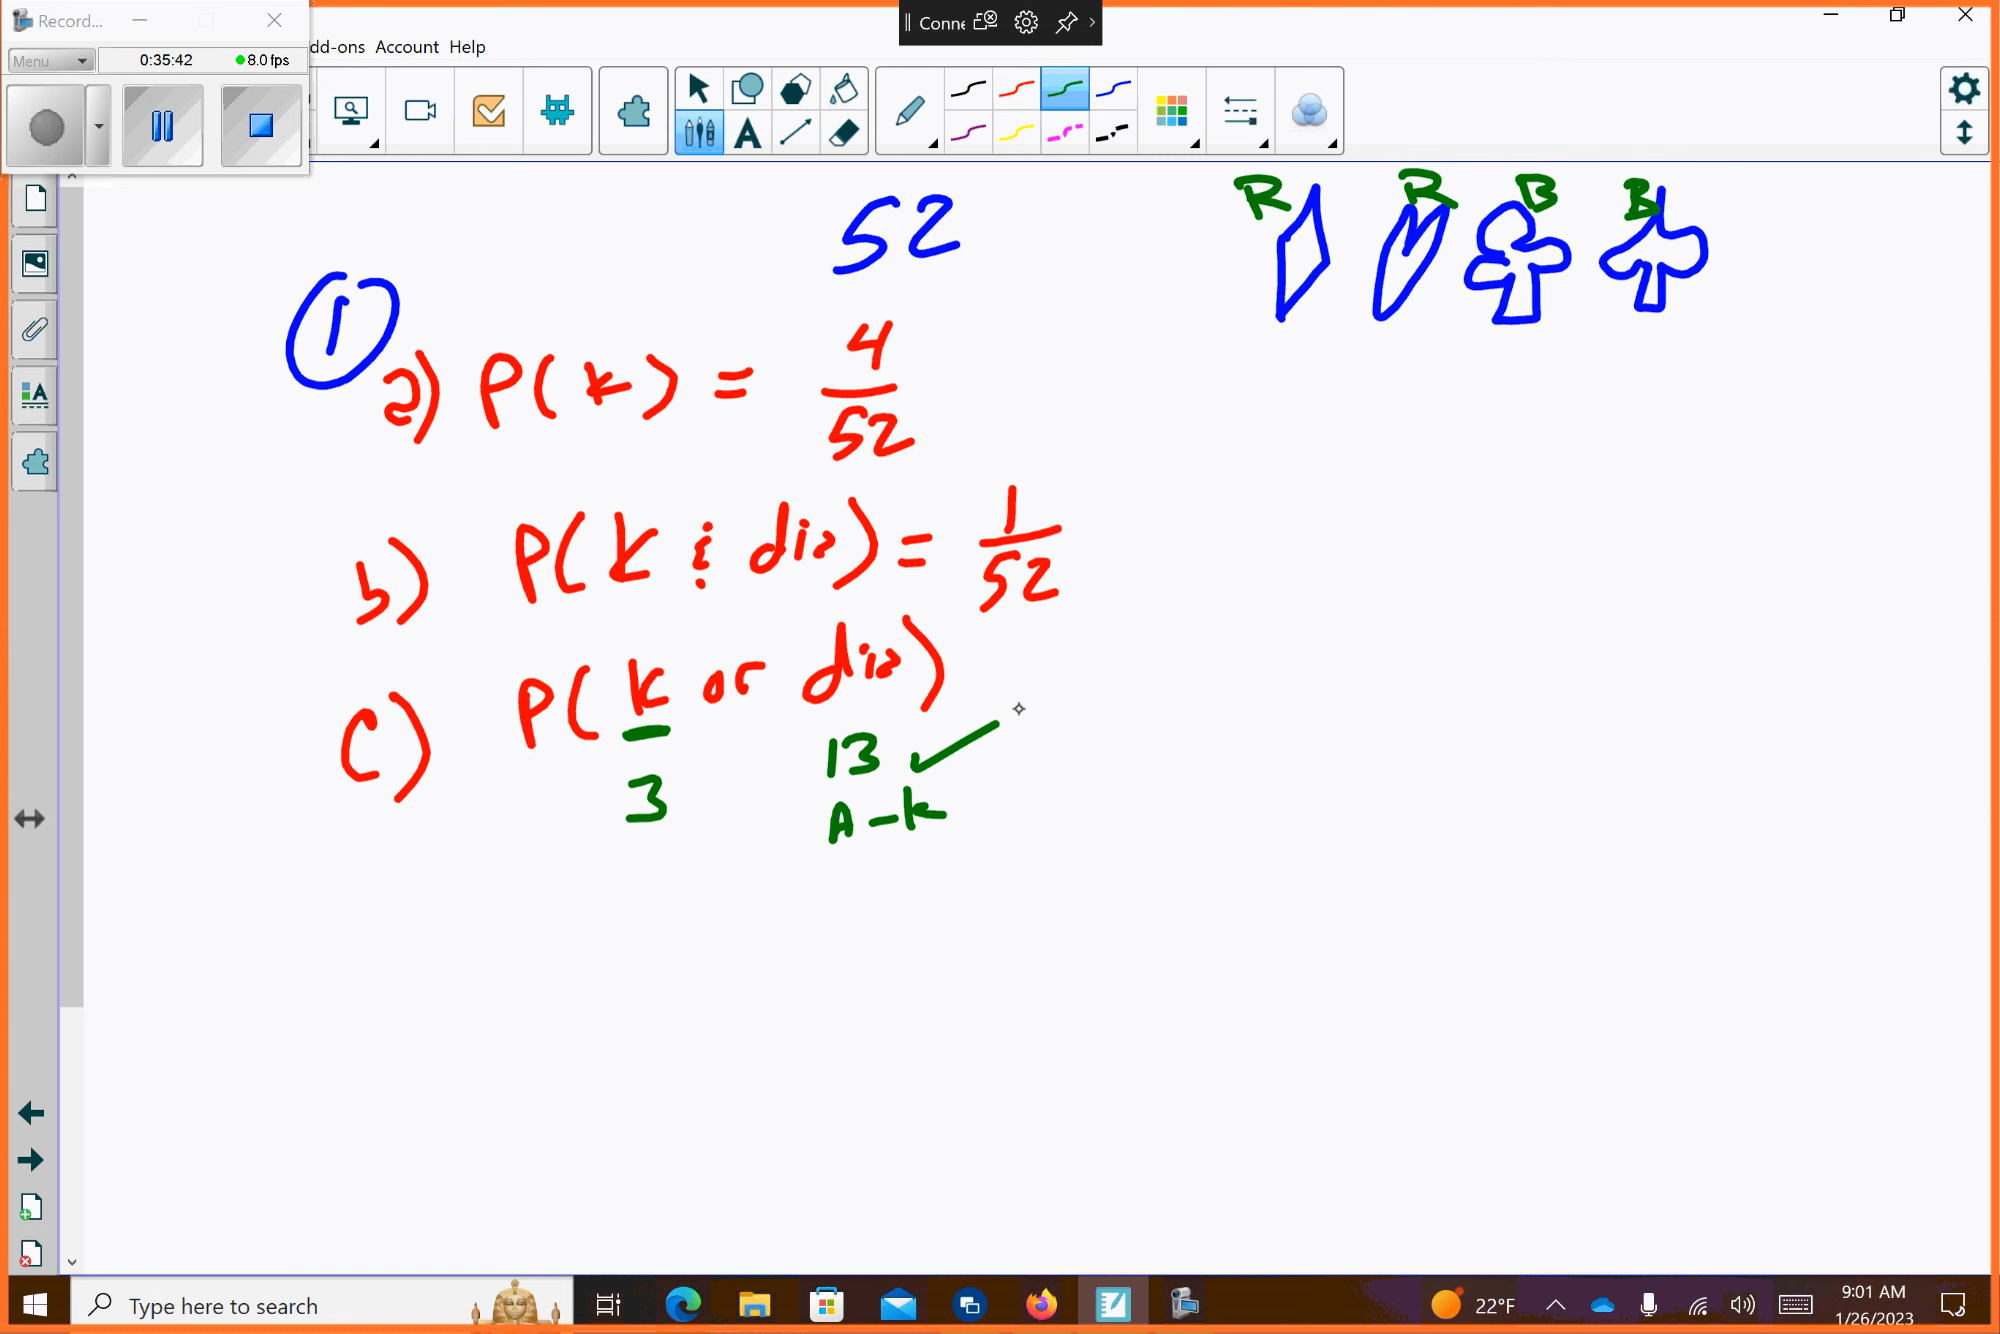 Record...
Menu 0:35:42 8.0 fps
Conne
dd-ons Account Help
A
A
52
R R B B
1
a) P(k) = 4/52
b) P(k & dia) = 1/52
c) P(k or dia)
3 13
A-k
Type here to search
22°F
9:01 AM
1/26/2023